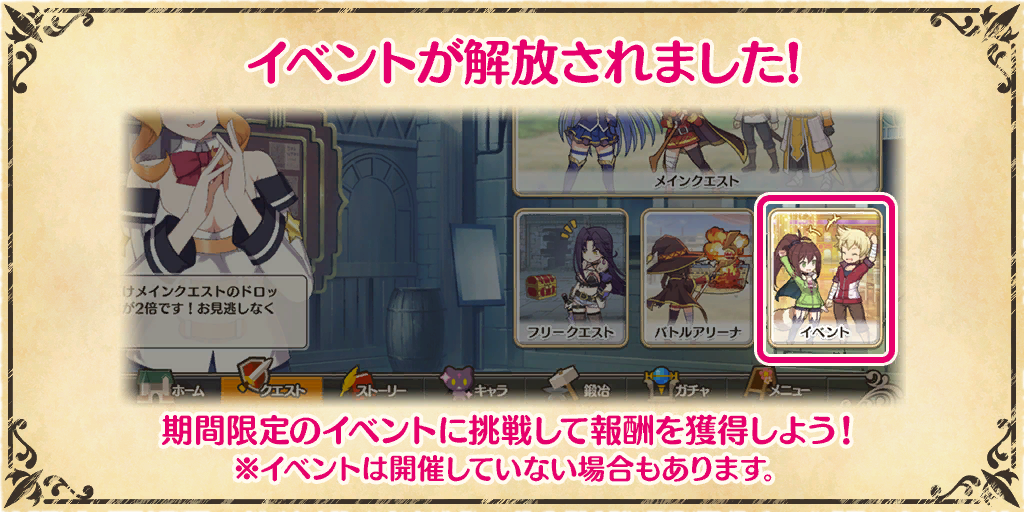 イベントが解放されました!
メインクエスト
けメインクエストのドロッ
が2倍です!お見逃しなく
フリークエスト
バトルアリーナ
イベント
ホーム
クエスト
ストーリー
キャラ
鍛冶
ガチャ
メニュー
期間限定のイベントに挑戦して報酬を獲得しよう!
※イベントは開催していない場合もあります。